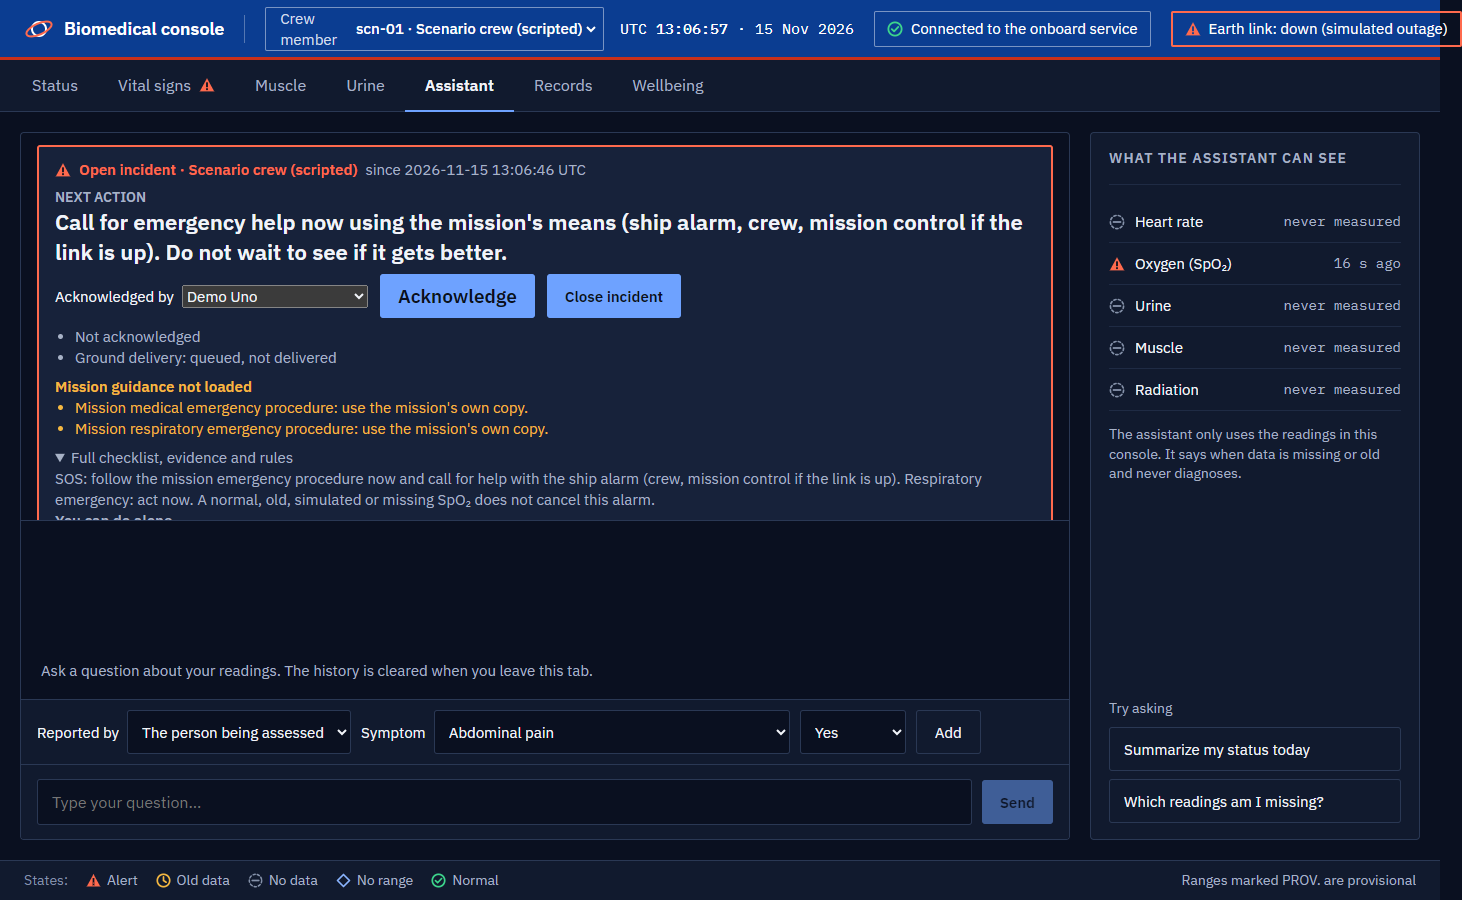 Biomedical console
Crew member
scn-01 · Scenario crew (scripted)
UTC 13:06:57 · 15 Nov 2026
Connected to the onboard service
Earth link: down (simulated outage)
Status
Vital signs
Muscle
Urine
Assistant
Records
Wellbeing
Open incident · Scenario crew (scripted) since 2026-11-15 13:06:46 UTC
NEXT ACTION
Call for emergency help now using the mission's means (ship alarm, crew, mission control if the
link is up). Do not wait to see if it gets better.
Acknowledged by
Demo Uno
Acknowledge
Close incident
Not acknowledged
Ground delivery: queued, not delivered
Mission guidance not loaded
Mission medical emergency procedure: use the mission's own copy.
Mission respiratory emergency procedure: use the mission's own copy.
Full checklist, evidence and rules
SOS: follow the mission emergency procedure now and call for help with the ship alarm (crew, mission control if the link is up). Respiratory
emergency: act now. A normal, old, simulated or missing SpO₂ does not cancel this alarm.
You can do alone
Ask a question about your readings. The history is cleared when you leave this tab.
Reported by
The person being assessed
Symptom
Abdominal pain
Yes
Add
Type your question...
Send
WHAT THE ASSISTANT CAN SEE
Heart rate never measured
Oxygen (SpO₂) 16 s ago
Urine never measured
Muscle never measured
Radiation never measured
The assistant only uses the readings in this
console. It says when data is missing or old
and never diagnoses.
Try asking
Summarize my status today
Which readings am I missing?
States: Alert Old data No data No range Normal
Ranges marked PROV. are provisional